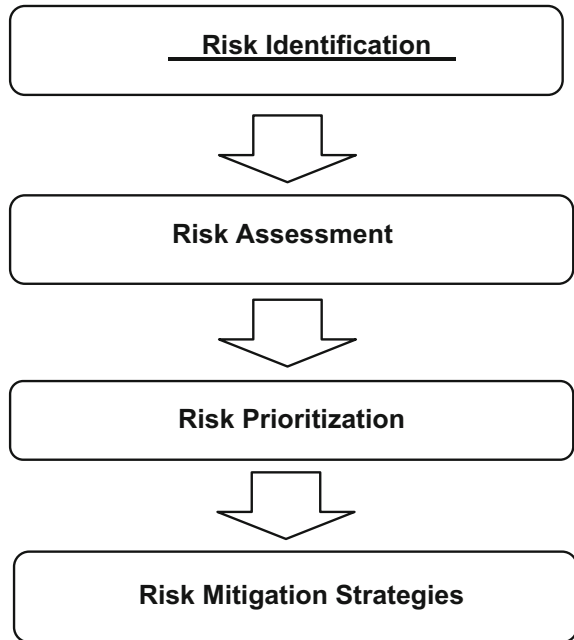 Risk Identification
Risk Assessment
Risk Prioritization
Risk Mitigation Strategies